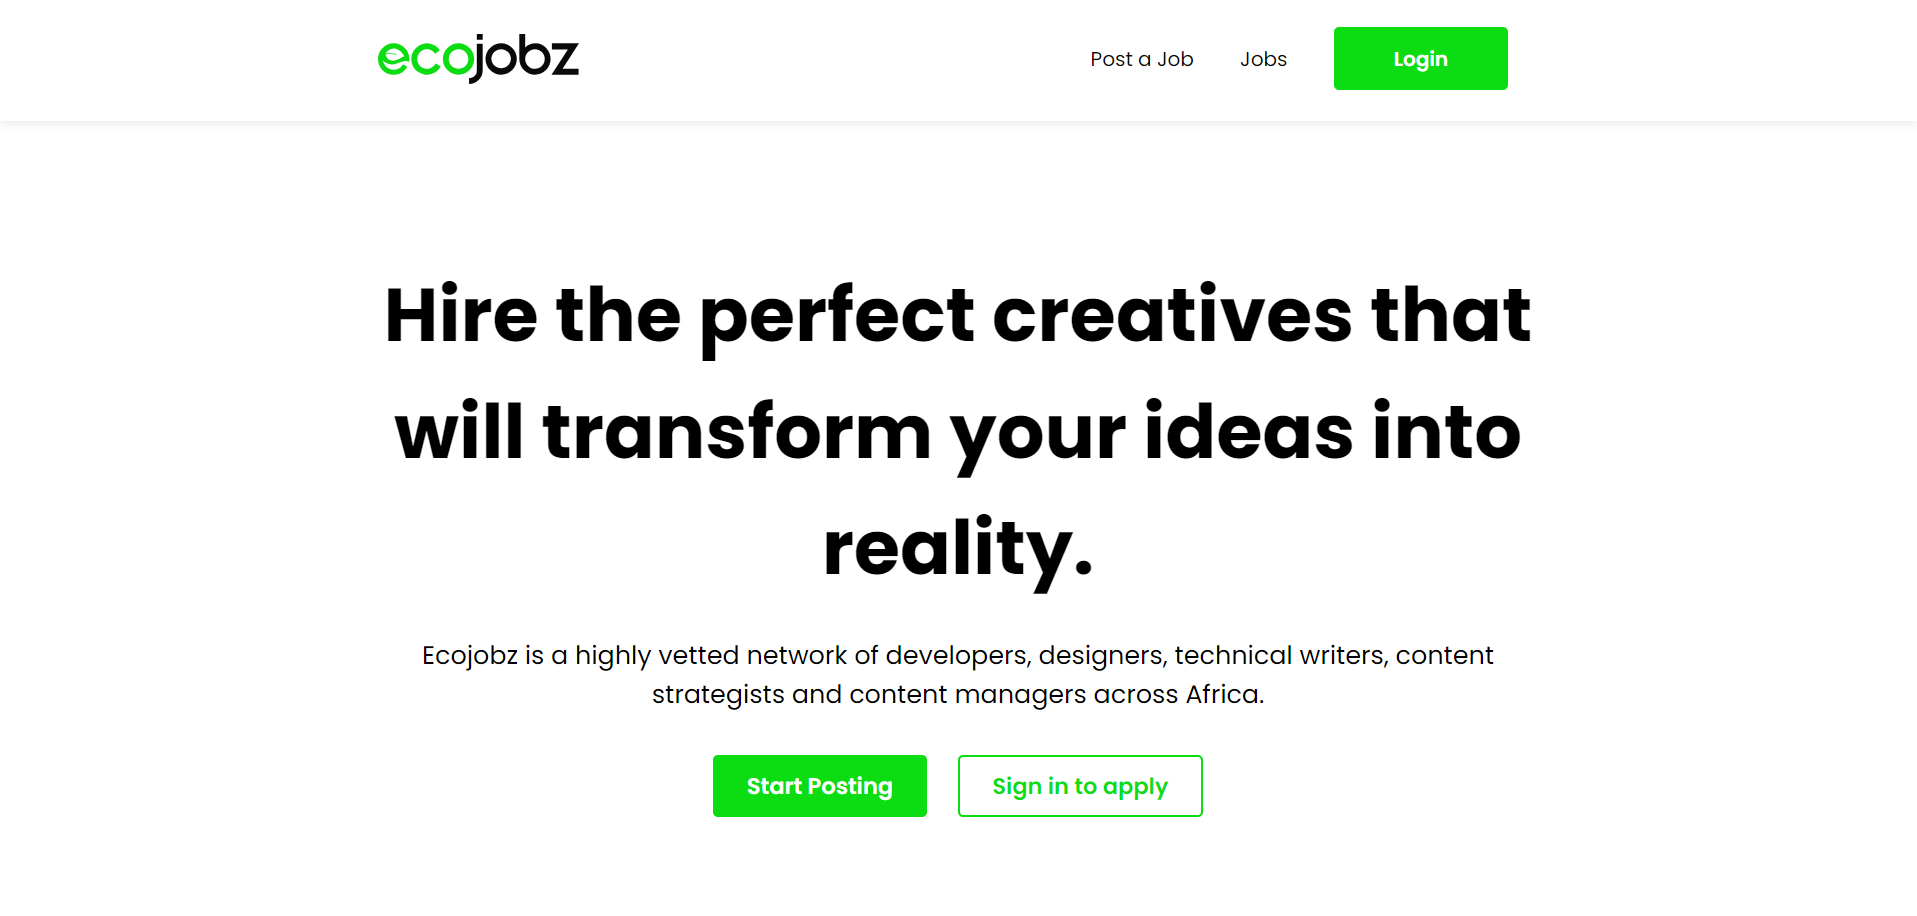 ecojobz
Post a Job
Jobs
Login
Hire the perfect creatives that
will transform your ideas into
reality.
Ecojobz is a highly vetted network of developers, designers, technical writers, content
strategists and content managers across Africa.
Start Posting
Sign in to apply